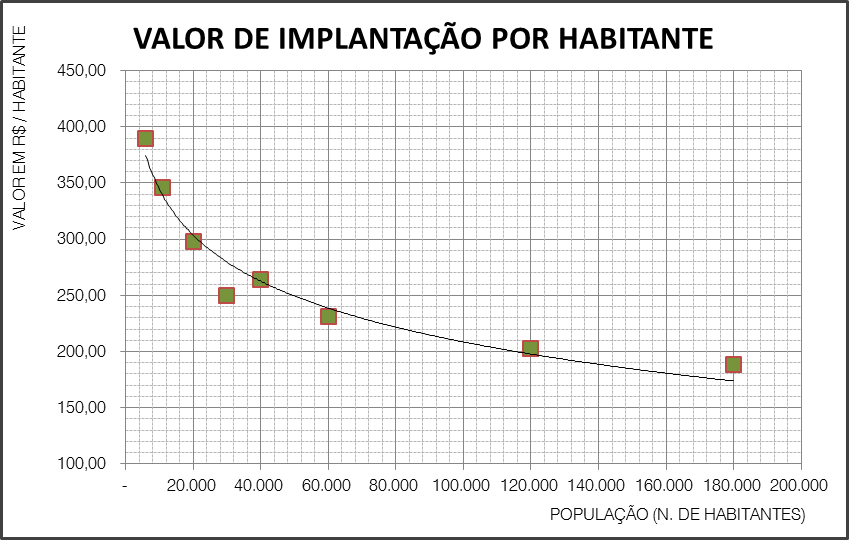 VALOR DE IMPLANTAÇÃO POR HABITANTE
VALOR EM R$ / HABITANTE
450,00
400,00
350,00
300,00
250,00
200,00
150,00
100,00
- 20.000 40.000 60.000 80.000 100.000 120.000 140.000 160.000 180.000 200.000
POPULAÇÃO (N. DE HABITANTES)